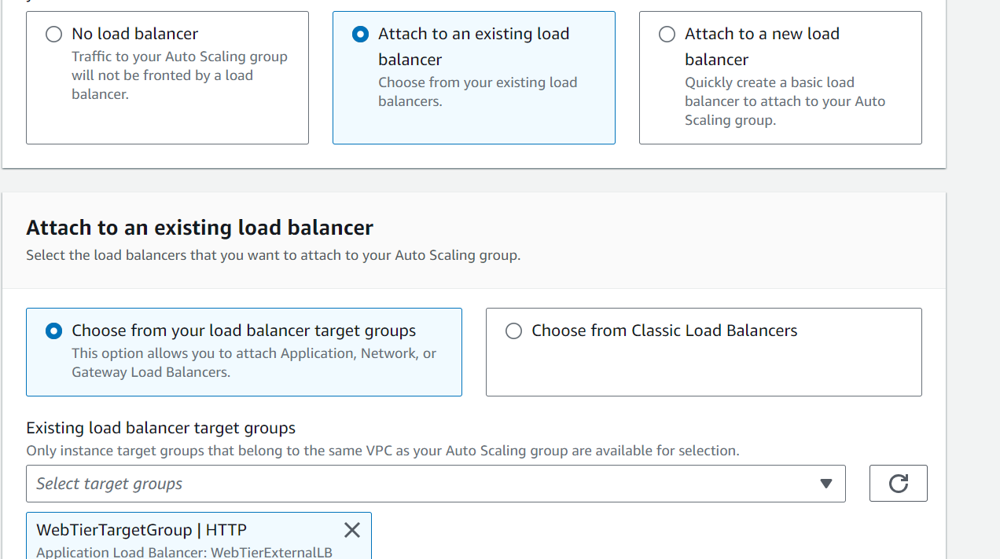 No load balancer
Traffic to your Auto Scaling group
will not be fronted by a load
balancer.
Attach to an existing load
balancer
Choose from your existing load
balancers.
Attach to a new load
balancer
Quickly create a basic load
balancer to attach to your Auto
Scaling group.
Attach to an existing load balancer
Select the load balancers that you want to attach to your Auto Scaling group.
Choose from your load balancer target groups
This option allows you to attach Application, Network, or
Gateway Load Balancers.
Choose from Classic Load Balancers
Existing load balancer target groups
Only instance target groups that belong to the same VPC as your Auto Scaling group are available for selection.
Select target groups
WebTierTargetGroup | HTTP
Application Load Balancer: WebTierExternalLB